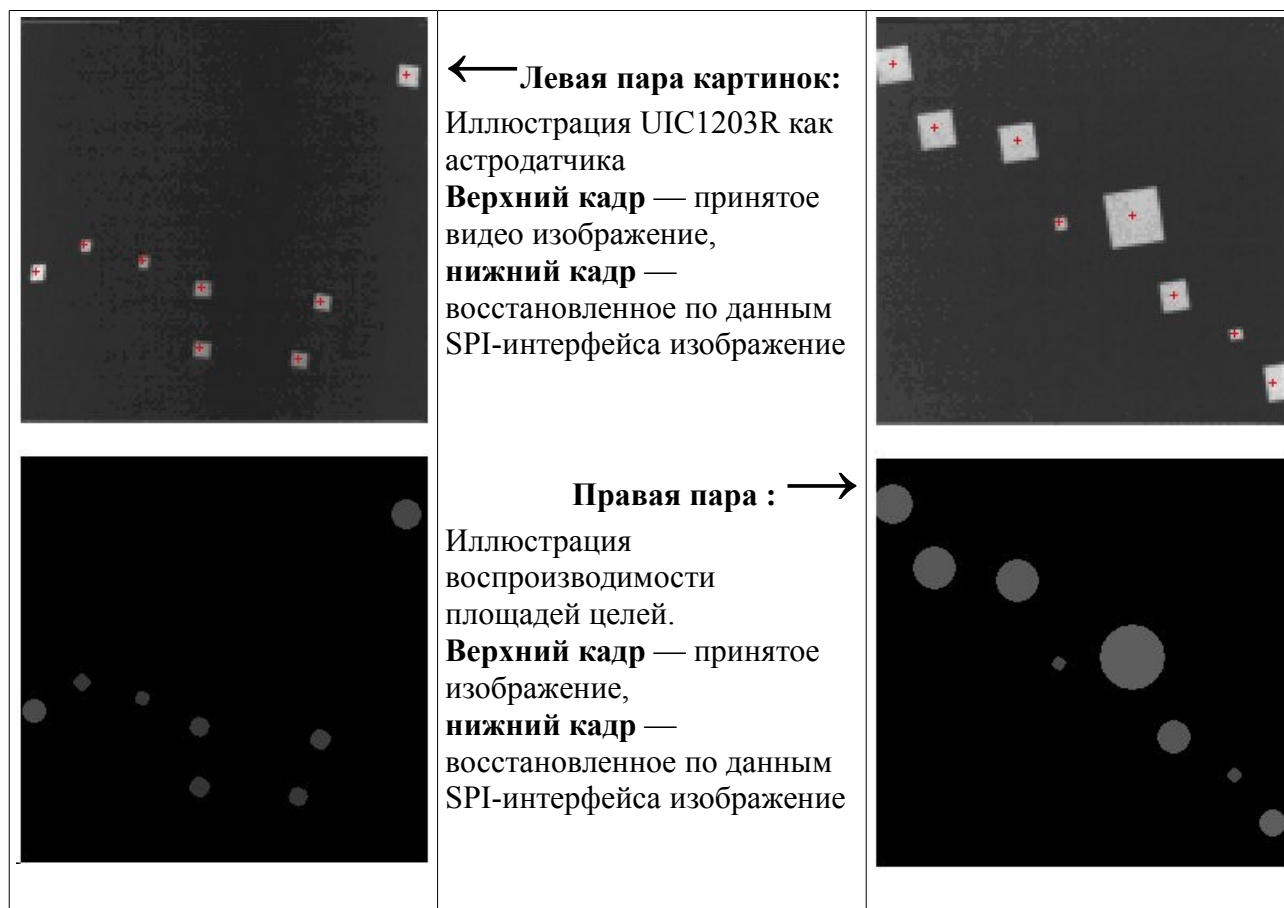 ← Левая пара картинок:
Иллюстрация UIC1203R как
астродатчика
Верхний кадр — принятое
видео изображение,
нижний кадр —
восстановленное по данным
SPI-интерфейса изображение
Правая пара : →
Иллюстрация
воспроизводимости
площадей целей.
Верхний кадр — принятое
изображение,
нижний кадр —
восстановленное по данным
SPI-интерфейса изображение